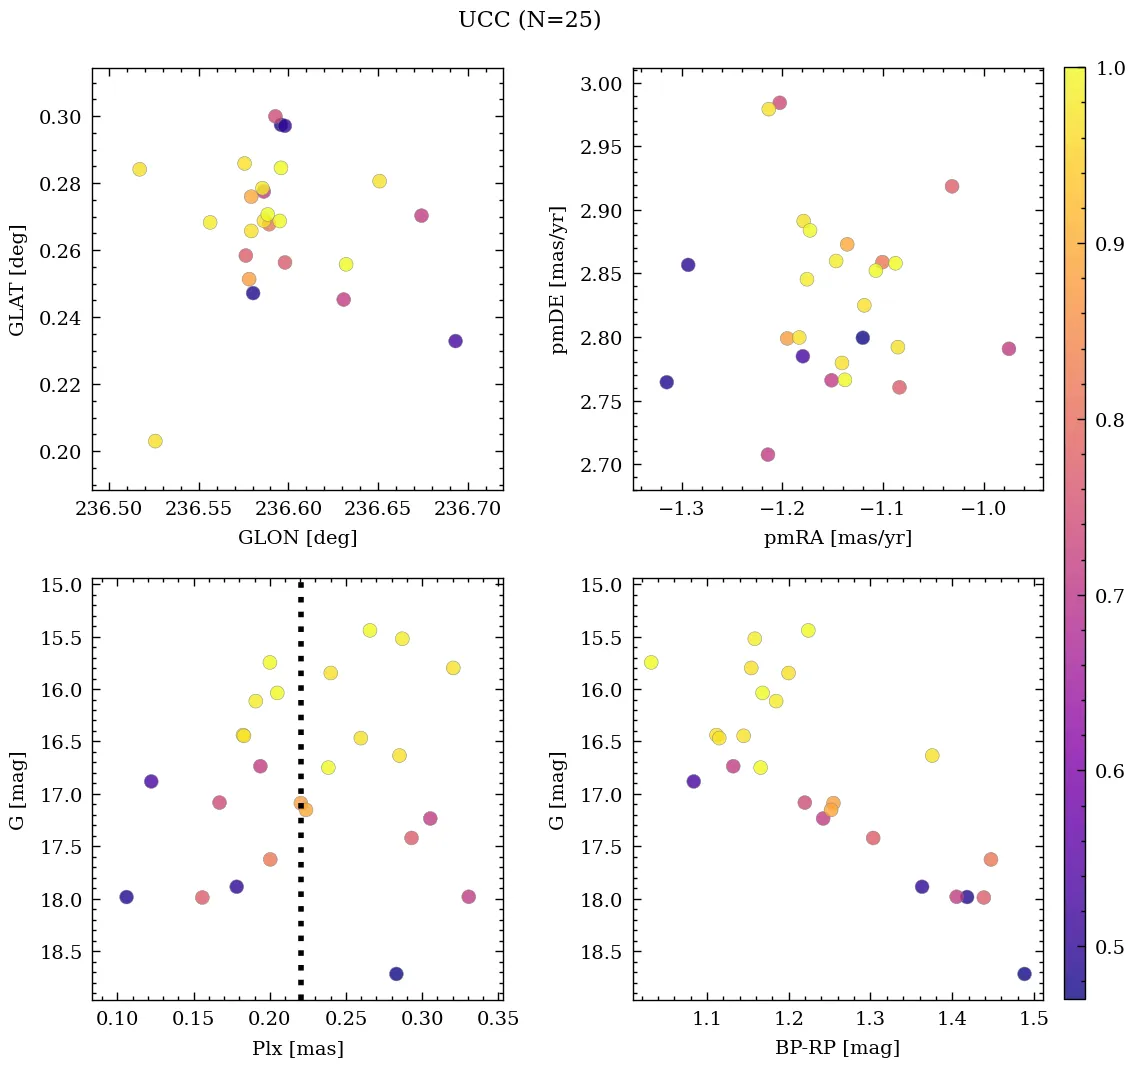 UCC (N=25)
0.30
0.28
0.26
0.24
0.22
0.20
GLAT [deg]
236.50 236.55 236.60 236.65 236.70
GLON [deg]
3.00
2.95
2.90
2.85
2.80
2.75
2.70
pmDE [mas/yr]
−1.3 −1.2 −1.1 −1.0
pmRA [mas/yr]
15.0
15.5
16.0
16.5
17.0
17.5
18.0
18.5
G [mag]
0.10 0.15 0.20 0.25 0.30 0.35
Plx [mas]
15.0
15.5
16.0
16.5
17.0
17.5
18.0
18.5
G [mag]
1.1 1.2 1.3 1.4 1.5
BP-RP [mag]
1.0
0.9
0.8
0.7
0.6
0.5